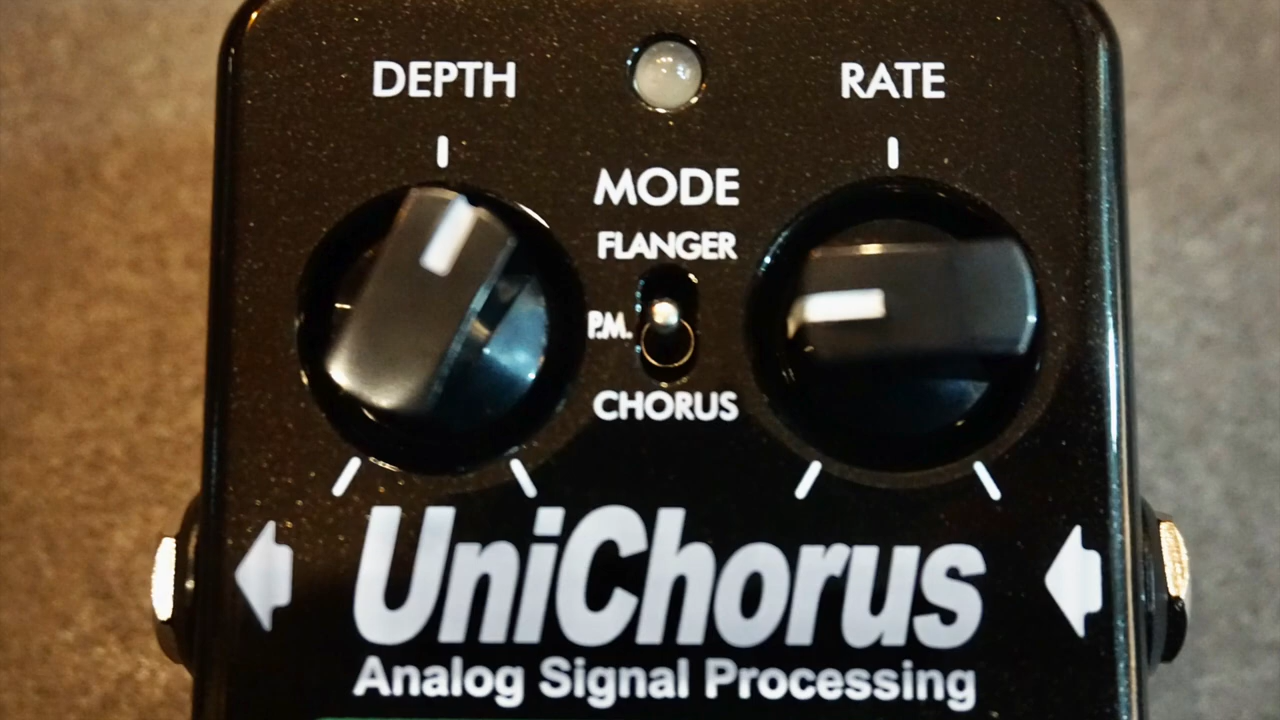 DEPTH
RATE
MODE
FLANGER
P.M.
CHORUS
UniChorus
Analog Signal Processing